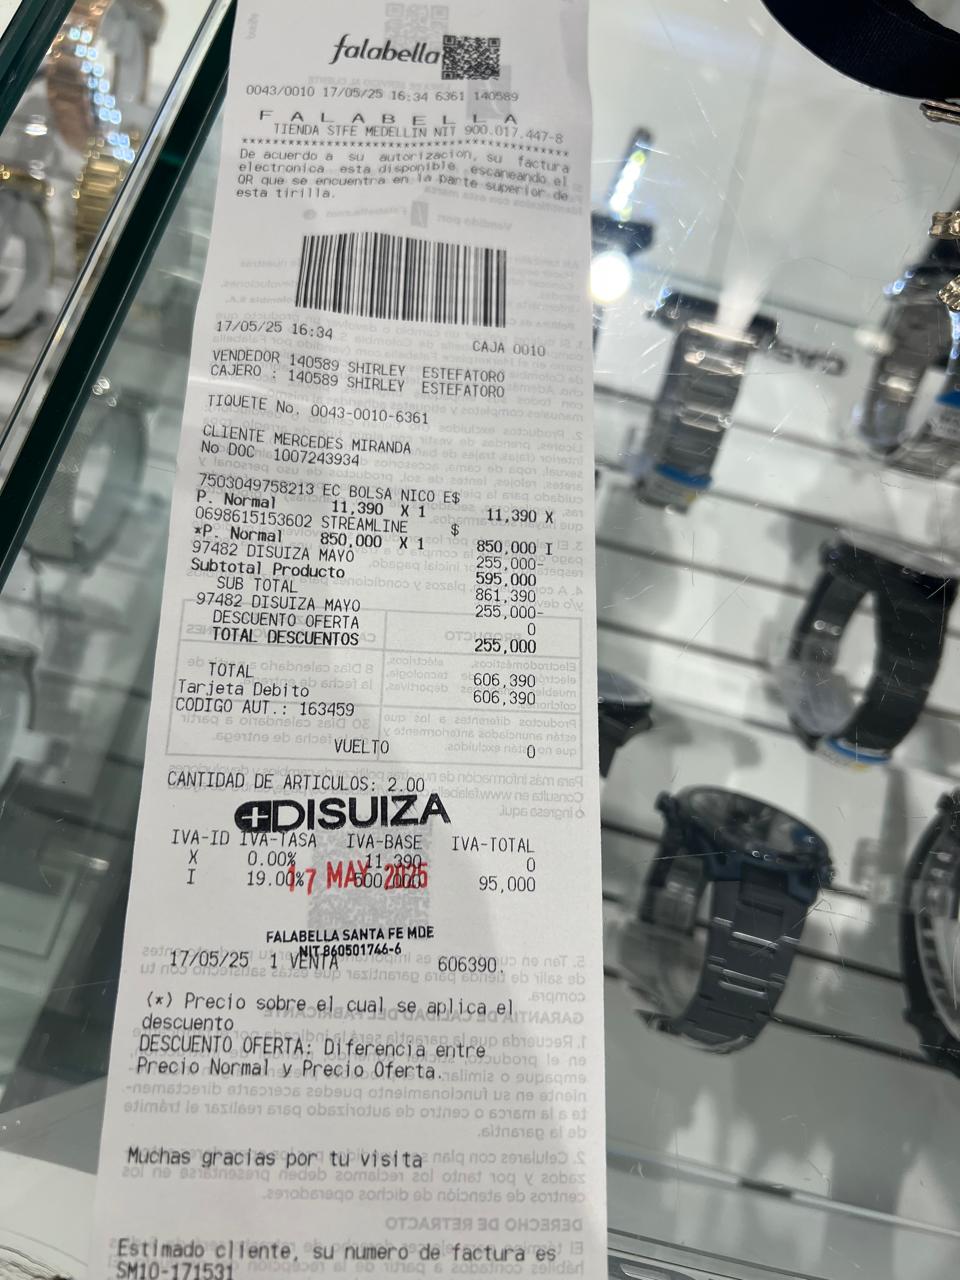 falabella
0043/0010 17/05/25 16:34 6361 140589
F A L A B E L L A
TIENDA STFE MEDELLIN NIT 900.017.447-8
****************************************
De acuerdo a su autorizacion, su factura
electronica esta disponible escaneando el
QR que se encuentra en la parte superior de
esta tirilla.
17/05/25 16:34 CAJA 0010
VENDEDOR 140589 SHIRLEY ESTEFATORO
CAJERO : 140589 SHIRLEY ESTEFATORO
TIQUETE No. 0043-0010-6361
CLIENTE MERCEDES MIRANDA
No DOC 1007243934
7503049758213 EC BOLSA NICO E$
P. Normal 11,390 X 1 11,390 X
0698615153602 STREAMLINE $
*P. Normal 850,000 X 1 850,000 I
97482 DISUIZA MAYO 255,000-
Subtotal Producto 595,000
SUB TOTAL 861,390
97482 DISUIZA MAYO 255,000-
DESCUENTO OFERTA 0
TOTAL DESCUENTOS 255,000
TOTAL 606,390
Tarjeta Debito 606,390
CODIGO AUT.: 163459
VUELTO 0
CANTIDAD DE ARTICULOS: 2.00
DISUIZA
IVA-ID IVA-TASA IVA-BASE IVA-TOTAL
X 0.00% 11,390 0
I 19.00% 500,000 95,000
17 MAY 2025
FALABELLA SANTA FE MDE
NIT 860501746-6
17/05/25 1 VENTA 606390.
(*) Precio sobre el cual se aplica el
descuento
DESCUENTO OFERTA: Diferencia entre
Precio Normal y Precio Oferta.
Muchas gracias por tu visita
Estimado cliente, su numero de factura es
SM10-171531